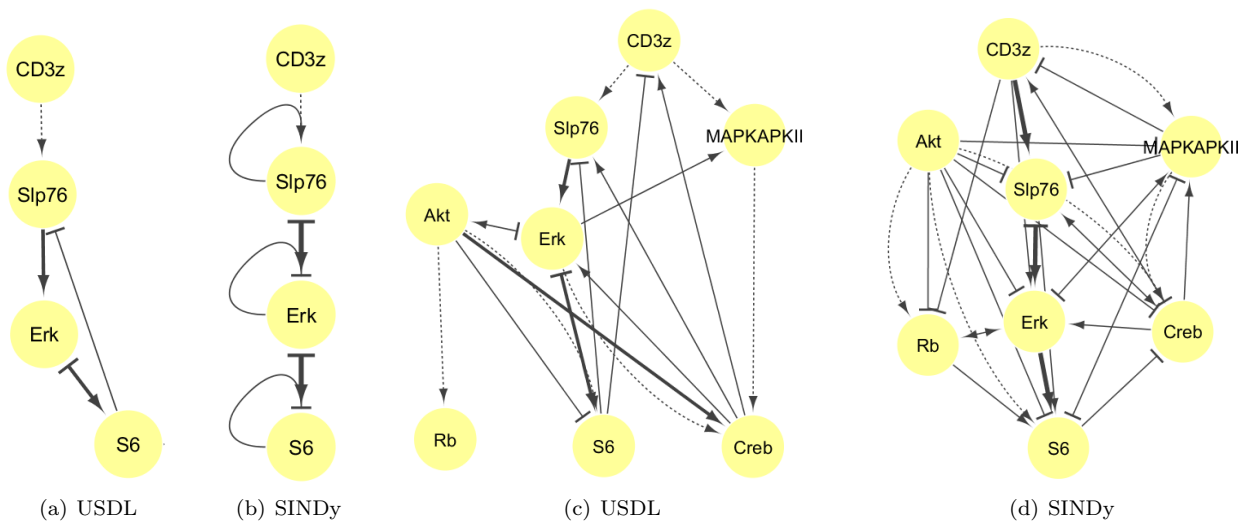 CD3z
Slp76
Erk
S6
(a) USDL
CD3z
Slp76
Erk
S6
(b) SINDy
CD3z
Slp76
MAPKAPKII
Akt
Erk
Rb
S6
Creb
(c) USDL
CD3z
Akt
MAPKAPKII
Slp76
Erk
Rb
Creb
S6
(d) SINDy